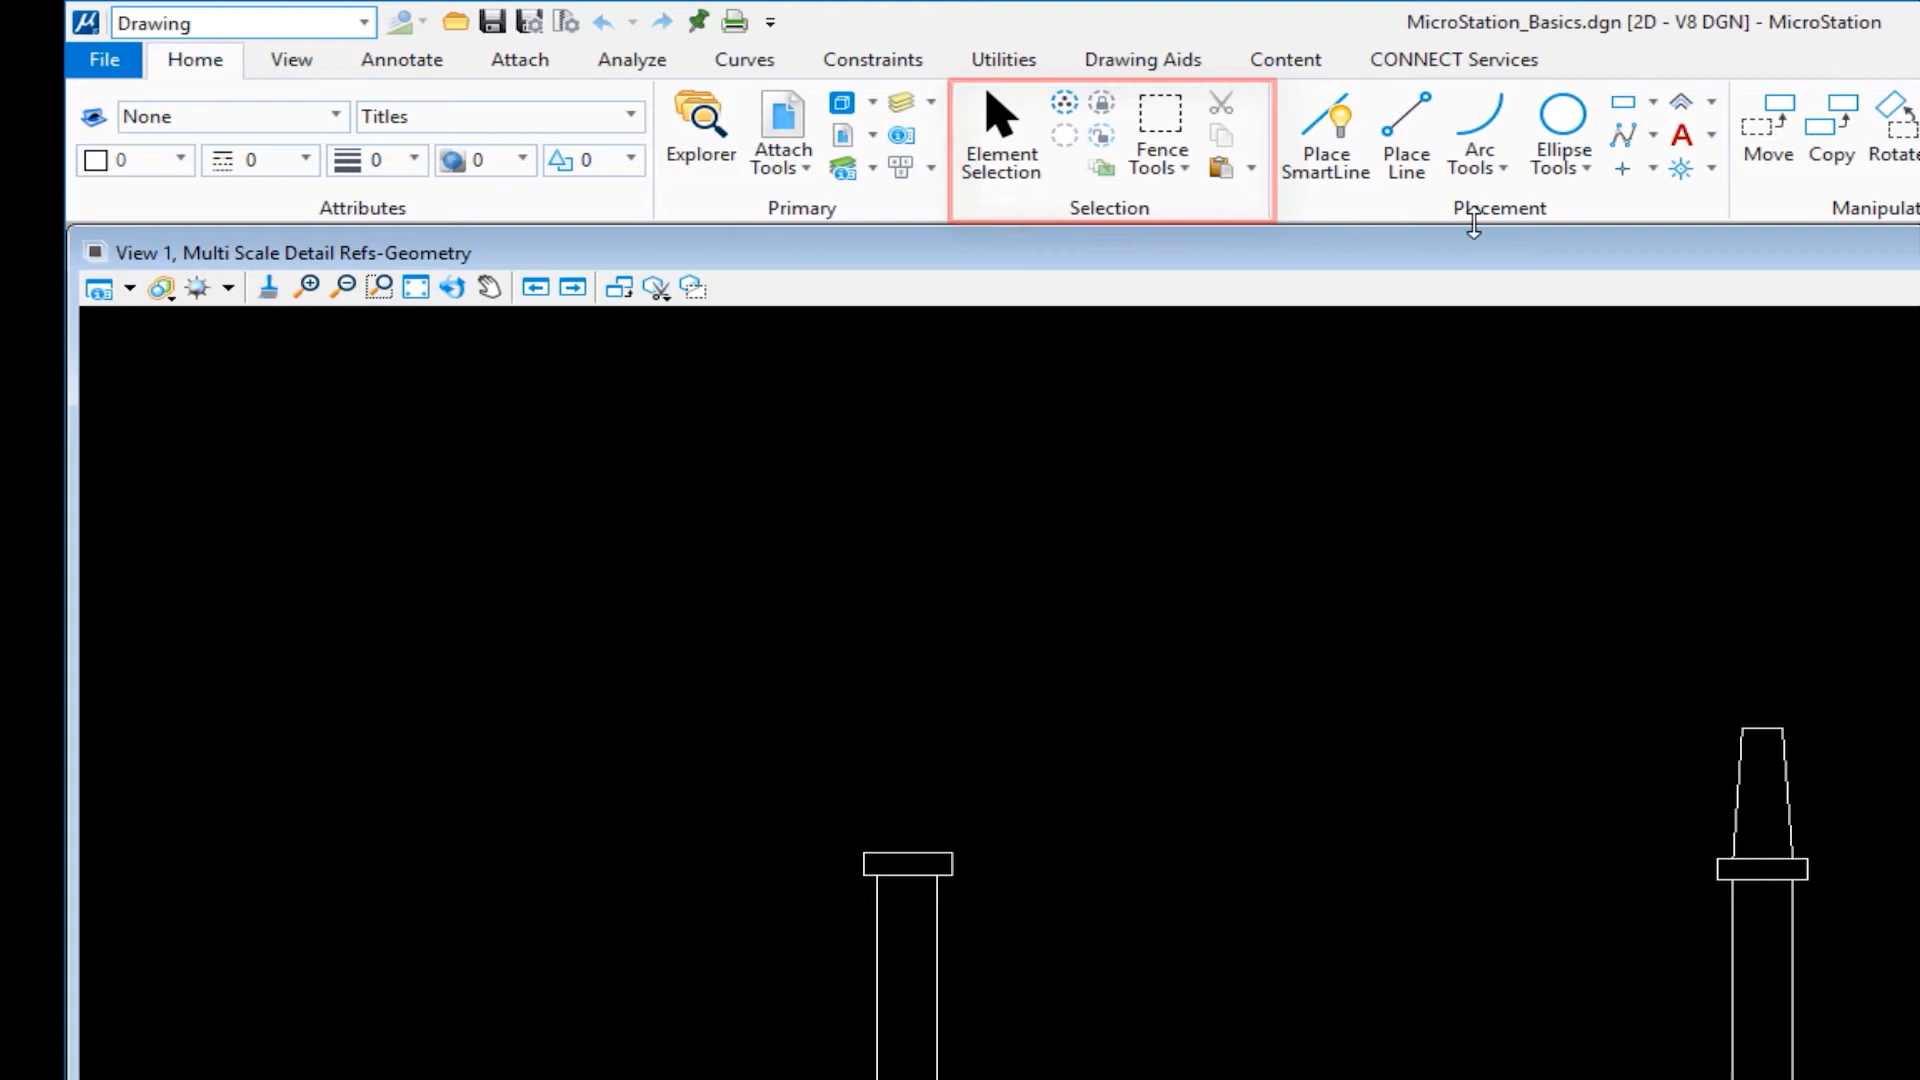 Drawing
MicroStation_Basics.dgn [2D - V8 DGN] - MicroStation
File Home View Annotate Attach Analyze Curves Constraints Utilities Drawing Aids Content CONNECT Services
None Titles
0 0 0 0 0
Explorer
Attach Tools
Element Selection
Fence Tools
Place SmartLine
Place Line
Arc Tools
Ellipse Tools
Move Copy Rotate
Attributes Primary Selection Placement Manipulat
View 1, Multi Scale Detail Refs-Geometry